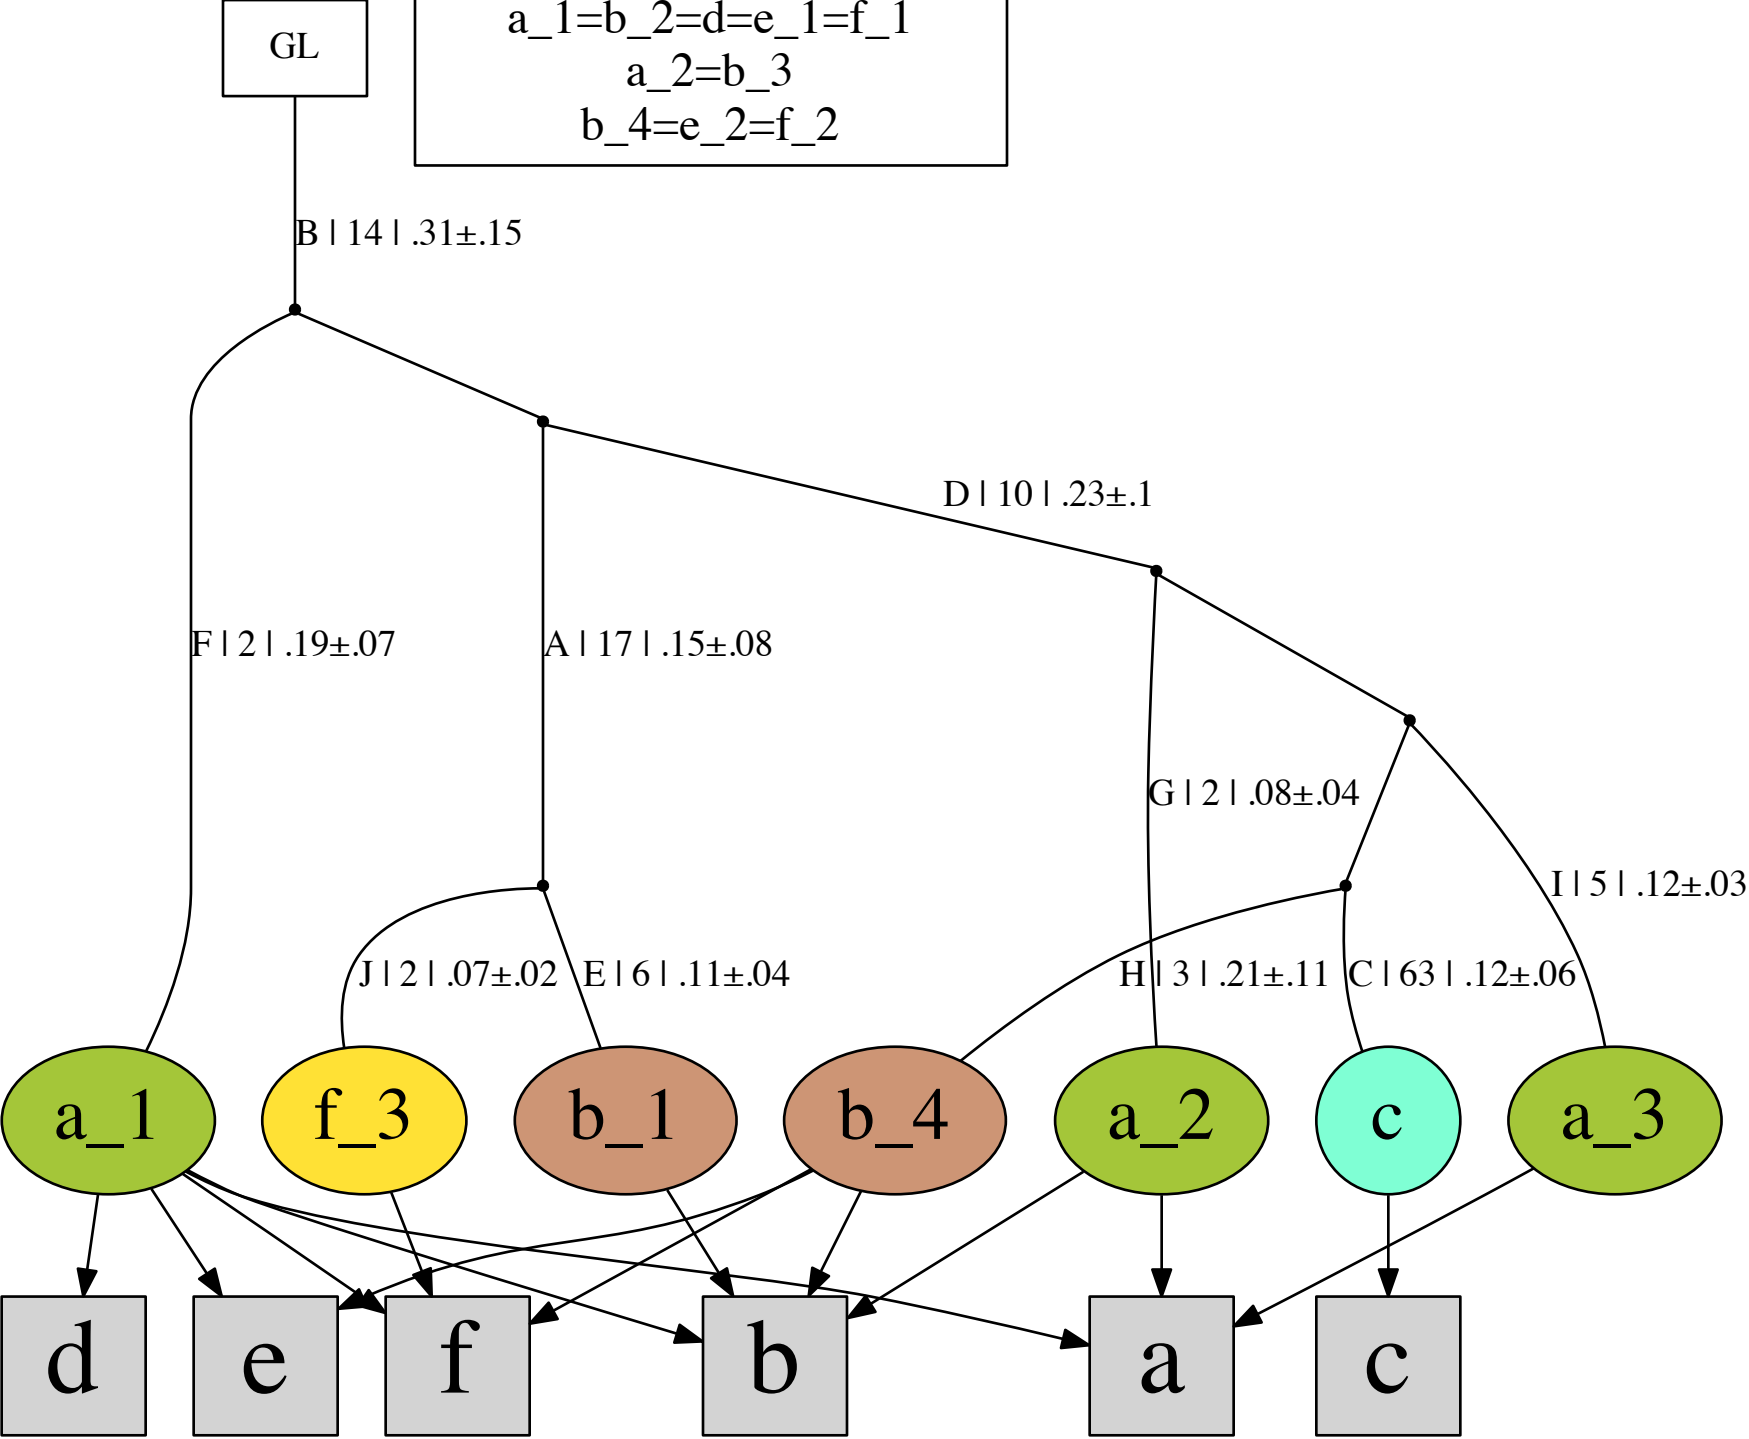 a_1=b_2=d=e_1=f_1
GL
a_2=b_3
b_4=e_2=f_2
B | 14 | .31±.15
D | 10 | .23±.1
F | 2 | .19±.07
A | 17 | .15±.08
G | 2 | .08±.04
I | 5 | .12±.03
J | 2 | .07±.02
E | 6 | .11±.04
H | 3 | .21±.11
C | 63 | .12±.06
a_1
f_3
b_1
b_4
a_2
c
a_3
d
e
f
b
a
c